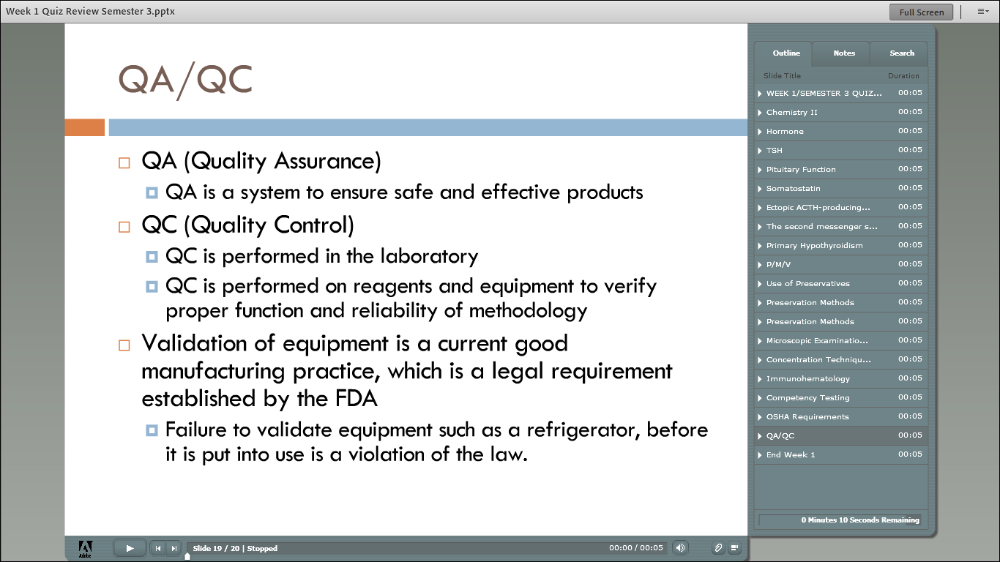 Week 1 Quiz Review Semester 3.pptx
Full Screen
QA/QC
QA (Quality Assurance)
QA is a system to ensure safe and effective products
QC (Quality Control)
QC is performed in the laboratory
QC is performed on reagents and equipment to verify
proper function and reliability of methodology
Validation of equipment is a current good
manufacturing practice, which is a legal requirement
established by the FDA
Failure to validate equipment such as a refrigerator, before
it is put into use is a violation of the law.
Outline Notes Search
Slide Title Duration
WEEK 1/SEMESTER 3 QUIZ... 00:05
Chemistry II 00:05
Hormone 00:05
TSH 00:05
Pituitary Function 00:05
Somatostatin 00:05
Ectopic ACTH-producing... 00:05
The second messenger s... 00:05
Primary Hypothyroidism 00:05
P/M/V 00:05
Use of Preservatives 00:05
Preservation Methods 00:05
Preservation Methods 00:05
Microscopic Examinatio... 00:05
Concentration Techniqu... 00:05
Immunohematology 00:05
Competency Testing 00:05
OSHA Requirements 00:05
QA/QC 00:05
End Week 1 00:05
0 Minutes 10 Seconds Remaining
Adobe
Slide 19 / 20 | Stopped 00:00 / 00:05